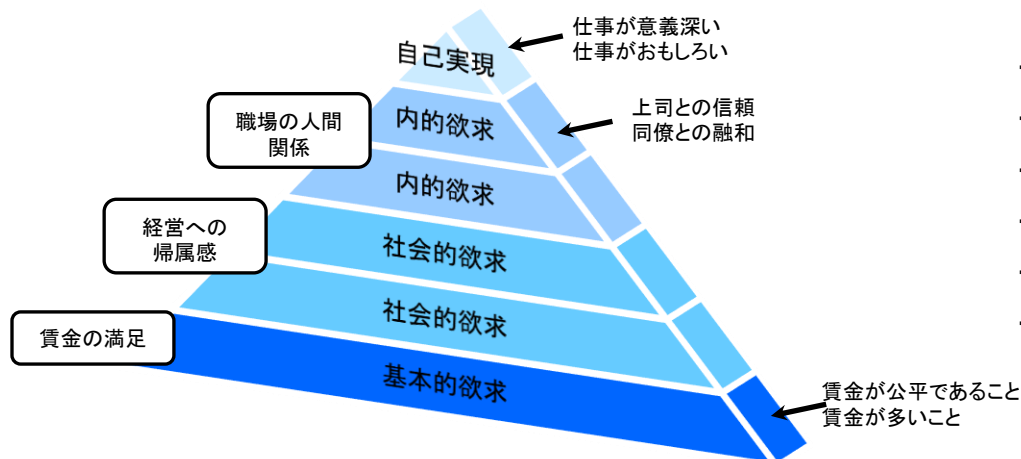 仕事が意義深い
仕事がおもしろい
自己実現
職場の人間
関係
内的欲求
上司との信頼
同僚との融和
内的欲求
経営への
帰属感
社会的欲求
社会的欲求
賃金の満足
基本的欲求
賃金が公平であること
賃金が多いこと